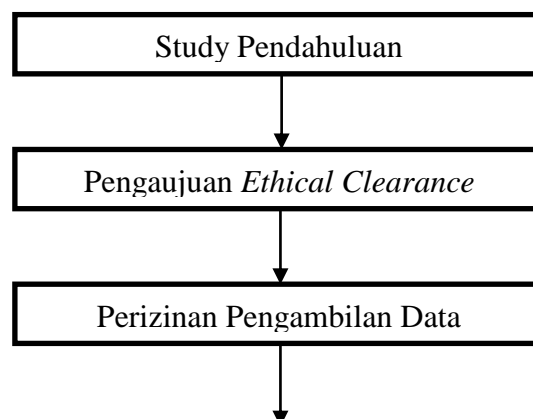 Study Pendahuluan
Pengaujuan Ethical Clearance
Perizinan Pengambilan Data